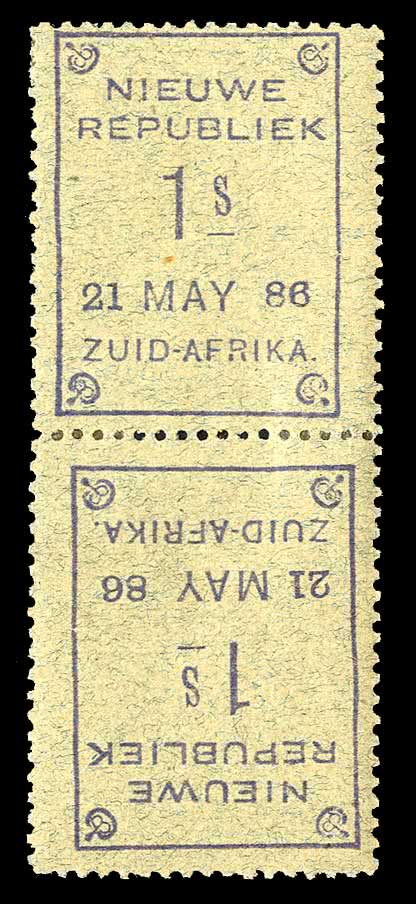 NIEUWE
REPUBLIEK
1s
21 MAY 86
ZUID-AFRIKA.
ZUID-AFRIKA.
21 MAY 86
1s
REPUBLIEK
NIEUWE